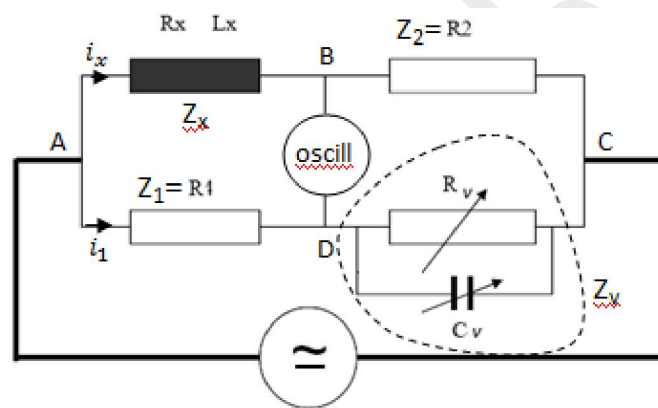 Rx Lx
Z2= R2
ix
B
Zx
A
oscill
C
Z1= R1
Rv
i1
D
Zv
Cv
≃